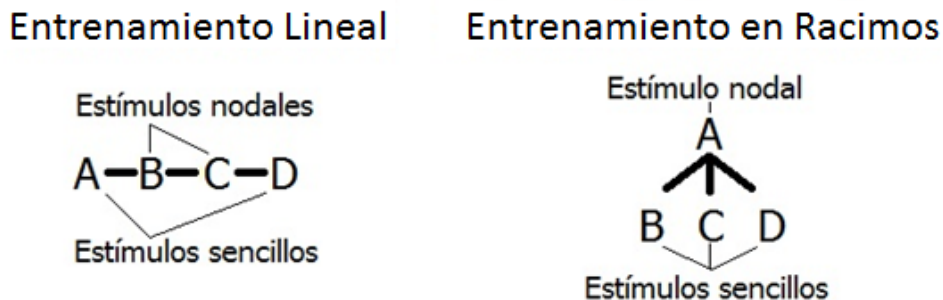 Entrenamiento Lineal
Estímulos nodales
A B C D
Estímulos sencillos
Entrenamiento en Racimos
Estímulo nodal
A
B C D
Estímulos sencillos